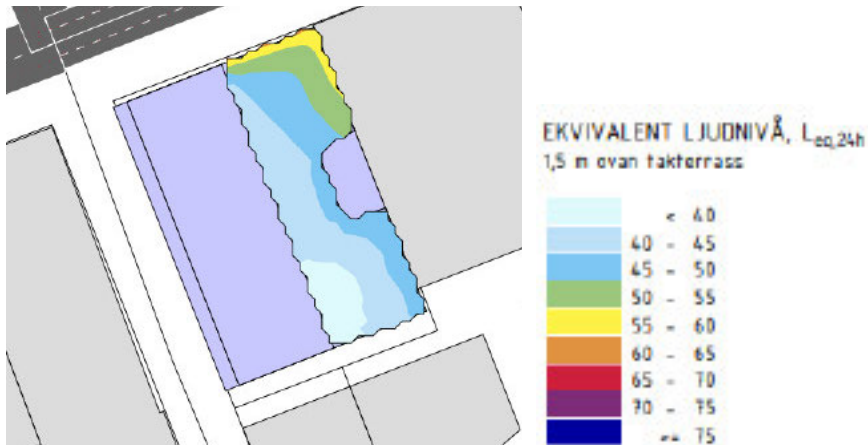 EKVIVALENT LJUDNIVÅ, Leq,24h
1,5 m ovan takterrass
< 40
40 - 45
45 - 50
50 - 55
55 - 60
60 - 65
65 - 70
70 - 75
<= 75